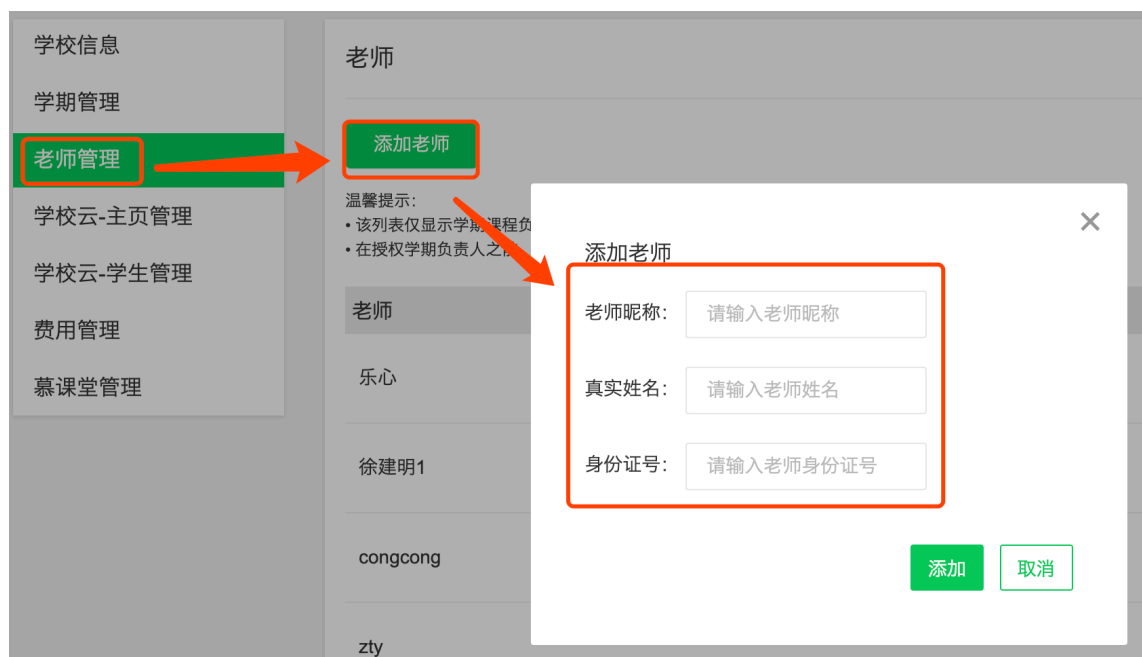 学校信息
学期管理
老师管理
学校云-主页管理
学校云-学生管理
费用管理
慕课堂管理
老师
添加老师
温馨提示:
• 该列表仅显示学期课程负
• 在授权学期负责人之前
老师
乐心
徐建明1
congcong
zty
添加老师
老师昵称: 请输入老师昵称
真实姓名: 请输入老师姓名
身份证号: 请输入老师身份证号
添加 取消